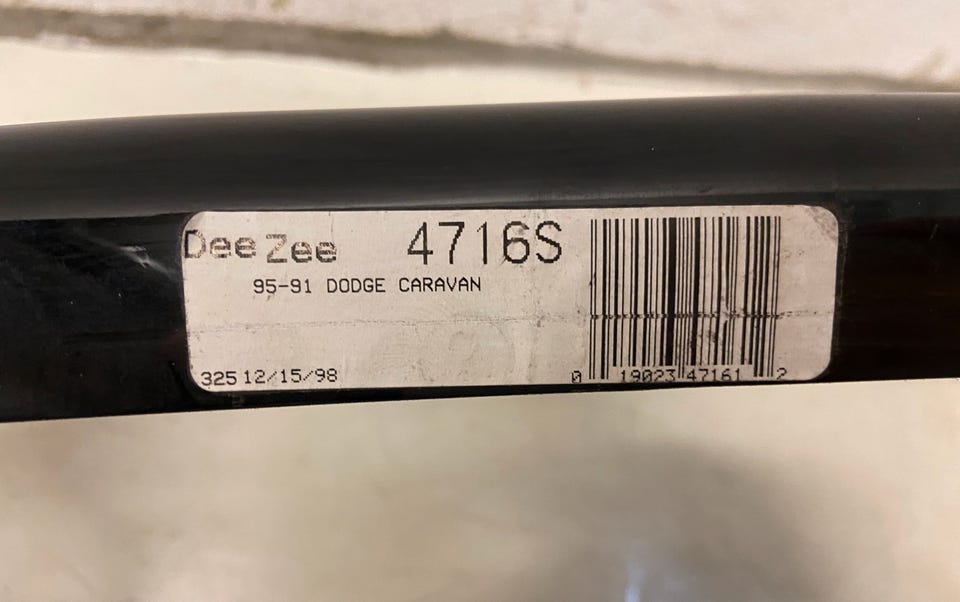 Dee Zee 4716S
95-91 DODGE CARAVAN
325 12/15/98
0 19023 47161 2